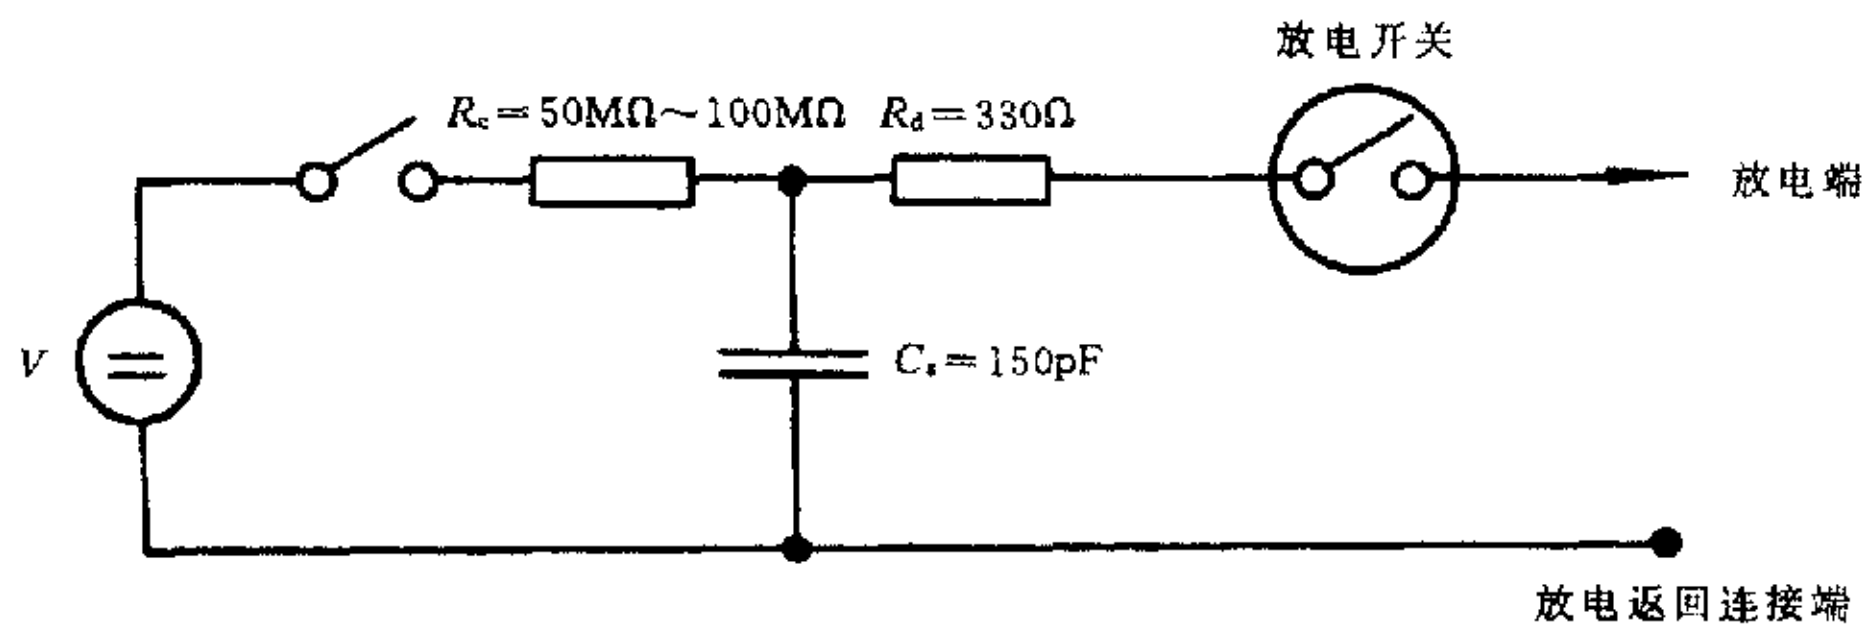 放电开关
Rc=50MΩ~100MΩ Rd=330Ω
放电端
V
Cs=150pF
放电返回连接端